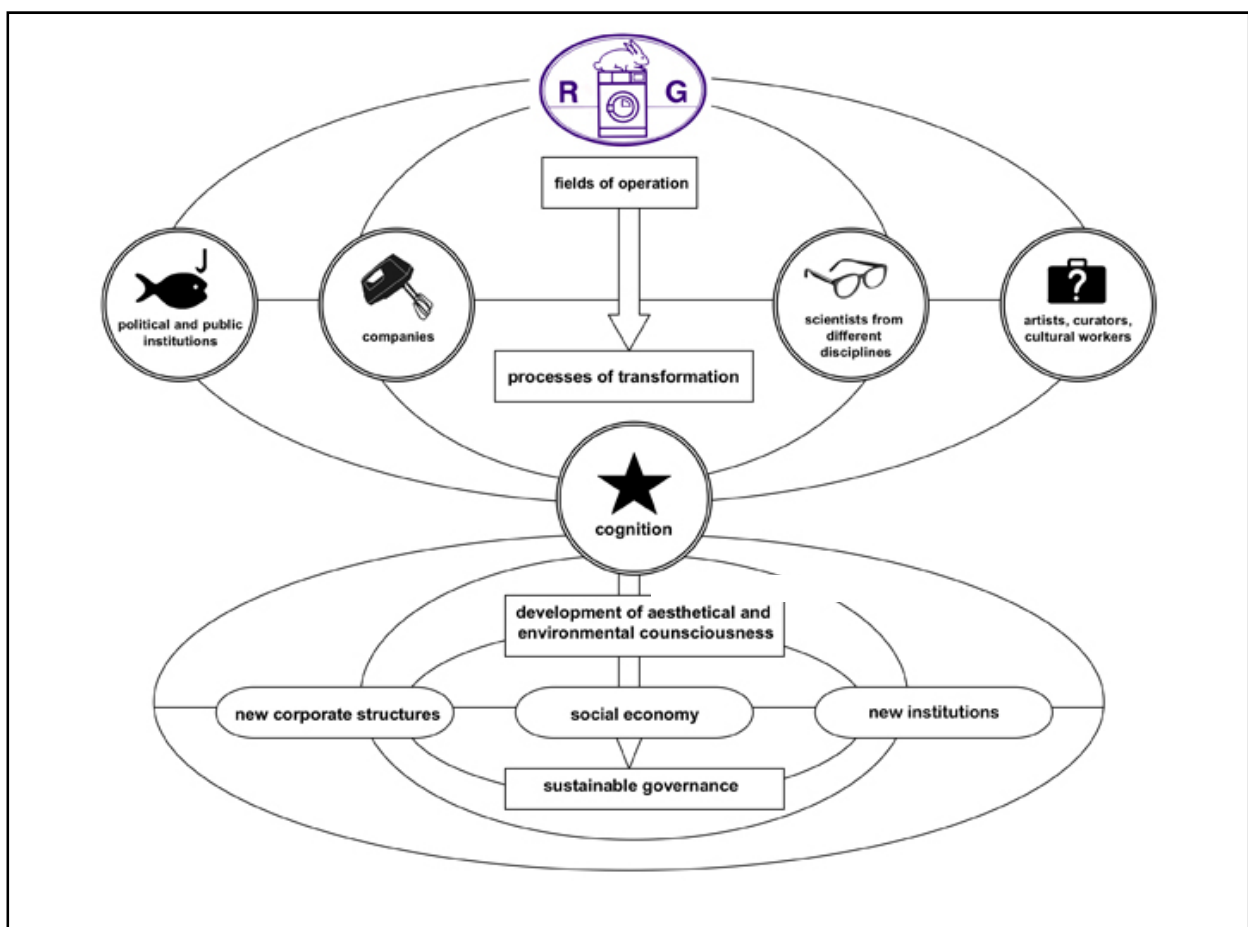 R G
fields of operation
political and public
institutions
companies
scientists from
different
disciplines
?
artists, curators,
cultural workers
processes of transformation
cognition
development of aesthetical and
environmental counsciousness
new corporate structures
social economy
new institutions
sustainable governance